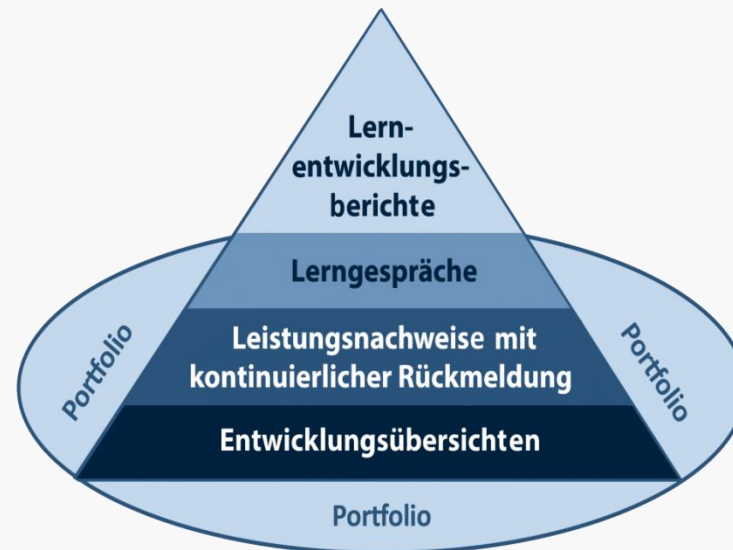 Lern-
entwicklungs-
berichte
Lerngespräche
Leistungsnachweise mit
kontinuierlicher Rückmeldung
Entwicklungsübersichten
Portfolio
Portfolio
Portfolio